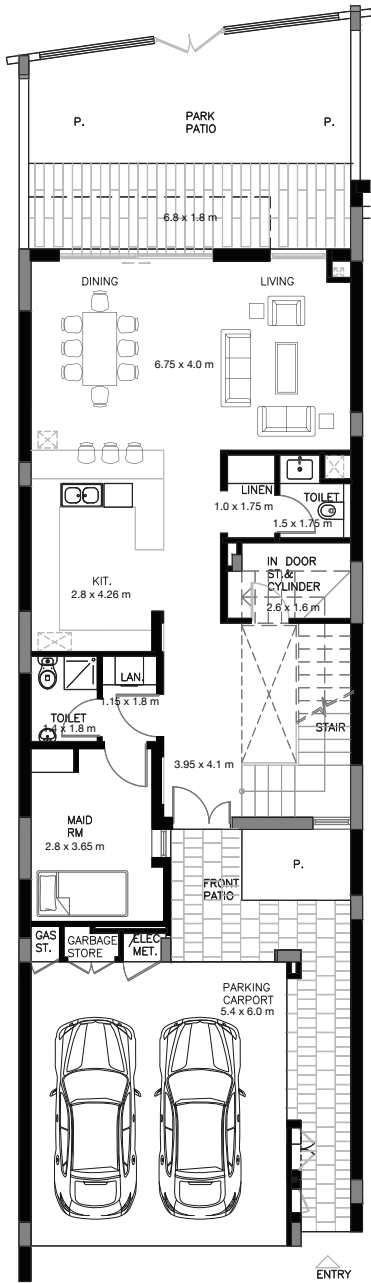 P.
PARK
PATIO
P.
6.8 x 1.8 m
DINING
LIVING
6.75 x 4.0 m
LINEN
1.0 x 1.75 m
TOILET
1.5 x 1.75 m
KIT.
2.8 x 4.26 m
IN DOOR
ST.&
CYLINDER
2.6 x 1.6 m
LAN.
1.15 x 1.8 m
TOILET
1.4 x 1.8 m
STAIR
3.95 x 4.1 m
MAID
RM
2.8 x 3.65 m
P.
FRONT
PATIO
GAS
ST.
GARBAGE
STORE
ELEC
MET.
PARKING
CARPORT
5.4 x 6.0 m
ENTRY